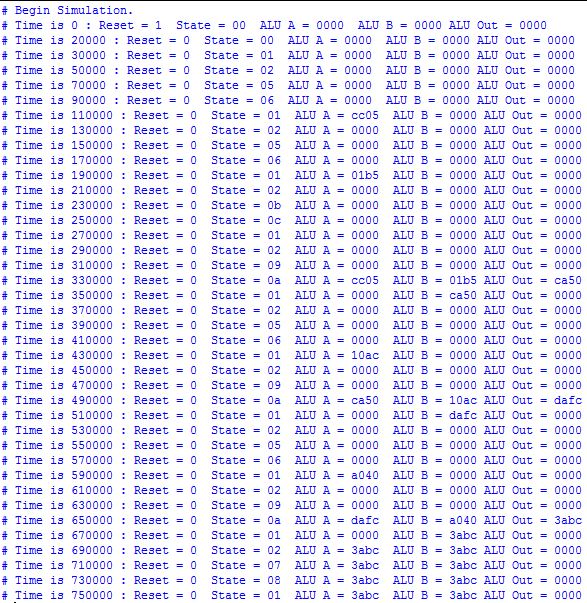 # Begin Simulation.
# Time is 0 : Reset = 1  State = 00  ALU A = 0000  ALU B = 0000 ALU Out = 0000
# Time is 20000 : Reset = 0  State = 00  ALU A = 0000  ALU B = 0000 ALU Out = 0000
# Time is 30000 : Reset = 0  State = 01  ALU A = 0000  ALU B = 0000 ALU Out = 0000
# Time is 50000 : Reset = 0  State = 02  ALU A = 0000  ALU B = 0000 ALU Out = 0000
# Time is 70000 : Reset = 0  State = 05  ALU A = 0000  ALU B = 0000 ALU Out = 0000
# Time is 90000 : Reset = 0  State = 06  ALU A = 0000  ALU B = 0000 ALU Out = 0000
# Time is 110000 : Reset = 0  State = 01  ALU A = cc05  ALU B = 0000 ALU Out = 0000
# Time is 130000 : Reset = 0  State = 02  ALU A = 0000  ALU B = 0000 ALU Out = 0000
# Time is 150000 : Reset = 0  State = 05  ALU A = 0000  ALU B = 0000 ALU Out = 0000
# Time is 170000 : Reset = 0  State = 06  ALU A = 0000  ALU B = 0000 ALU Out = 0000
# Time is 190000 : Reset = 0  State = 01  ALU A = 01b5  ALU B = 0000 ALU Out = 0000
# Time is 210000 : Reset = 0  State = 02  ALU A = 0000  ALU B = 0000 ALU Out = 0000
# Time is 230000 : Reset = 0  State = 0b  ALU A = 0000  ALU B = 0000 ALU Out = 0000
# Time is 250000 : Reset = 0  State = 0c  ALU A = 0000  ALU B = 0000 ALU Out = 0000
# Time is 270000 : Reset = 0  State = 01  ALU A = 0000  ALU B = 0000 ALU Out = 0000
# Time is 290000 : Reset = 0  State = 02  ALU A = 0000  ALU B = 0000 ALU Out = 0000
# Time is 310000 : Reset = 0  State = 09  ALU A = 0000  ALU B = 0000 ALU Out = 0000
# Time is 330000 : Reset = 0  State = 0a  ALU A = cc05  ALU B = 01b5 ALU Out = ca50
# Time is 350000 : Reset = 0  State = 01  ALU A = 0000  ALU B = ca50 ALU Out = 0000
# Time is 370000 : Reset = 0  State = 02  ALU A = 0000  ALU B = 0000 ALU Out = 0000
# Time is 390000 : Reset = 0  State = 05  ALU A = 0000  ALU B = 0000 ALU Out = 0000
# Time is 410000 : Reset = 0  State = 06  ALU A = 0000  ALU B = 0000 ALU Out = 0000
# Time is 430000 : Reset = 0  State = 01  ALU A = 10ac  ALU B = 0000 ALU Out = 0000
# Time is 450000 : Reset = 0  State = 02  ALU A = 0000  ALU B = 0000 ALU Out = 0000
# Time is 470000 : Reset = 0  State = 09  ALU A = 0000  ALU B = 0000 ALU Out = 0000
# Time is 490000 : Reset = 0  State = 0a  ALU A = ca50  ALU B = 10ac ALU Out = dafc
# Time is 510000 : Reset = 0  State = 01  ALU A = 0000  ALU B = dafc ALU Out = 0000
# Time is 530000 : Reset = 0  State = 02  ALU A = 0000  ALU B = 0000 ALU Out = 0000
# Time is 550000 : Reset = 0  State = 05  ALU A = 0000  ALU B = 0000 ALU Out = 0000
# Time is 570000 : Reset = 0  State = 06  ALU A = 0000  ALU B = 0000 ALU Out = 0000
# Time is 590000 : Reset = 0  State = 01  ALU A = a040  ALU B = 0000 ALU Out = 0000
# Time is 610000 : Reset = 0  State = 02  ALU A = 0000  ALU B = 0000 ALU Out = 0000
# Time is 630000 : Reset = 0  State = 09  ALU A = 0000  ALU B = 0000 ALU Out = 0000
# Time is 650000 : Reset = 0  State = 0a  ALU A = dafc  ALU B = a040 ALU Out = 3abc
# Time is 670000 : Reset = 0  State = 01  ALU A = 0000  ALU B = 3abc ALU Out = 0000
# Time is 690000 : Reset = 0  State = 02  ALU A = 3abc  ALU B = 3abc ALU Out = 0000
# Time is 710000 : Reset = 0  State = 07  ALU A = 3abc  ALU B = 3abc ALU Out = 0000
# Time is 730000 : Reset = 0  State = 08  ALU A = 3abc  ALU B = 3abc ALU Out = 0000
# Time is 750000 : Reset = 0  State = 01  ALU A = 3abc  ALU B = 3abc ALU Out = 0000